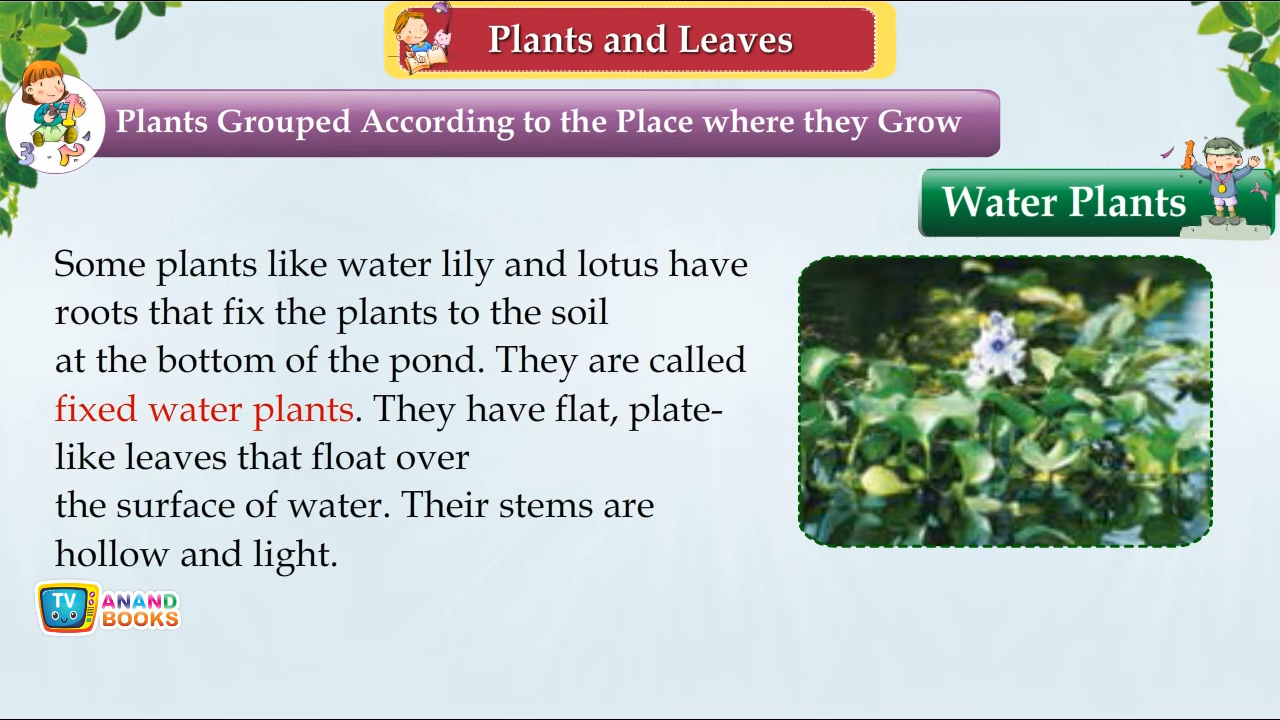 Plants and Leaves
Plants Grouped According to the Place where they Grow
Water Plants
Some plants like water lily and lotus have
roots that fix the plants to the soil
at the bottom of the pond. They are called
fixed water plants. They have flat, plate-
like leaves that float over
the surface of water. Their stems are
hollow and light.
TV
ANAND
BOOKS